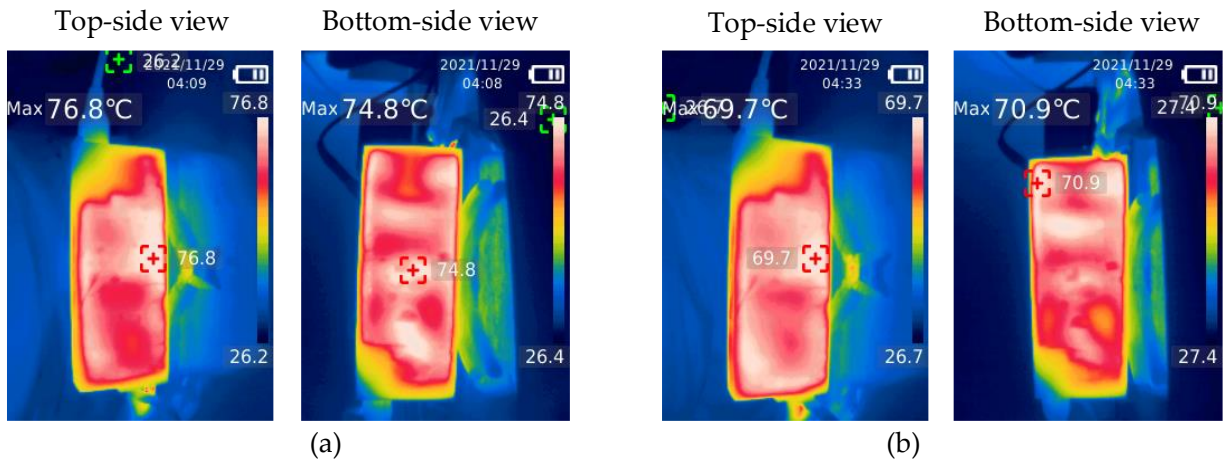 Top-side view
Bottom-side view
Top-side view
Bottom-side view
26.2
2021/11/29
04:09
Max 76.8℃
76.8
76.8
26.2
2021/11/29
04:08
Max 74.8℃
74.8
26.4
74.8
26.4
2021/11/29
04:33
Max 69.7℃
69.7
69.7
26.7
2021/11/29
04:33
Max 70.9℃
70.9
27.4
70.9
27.4
(a)
(b)